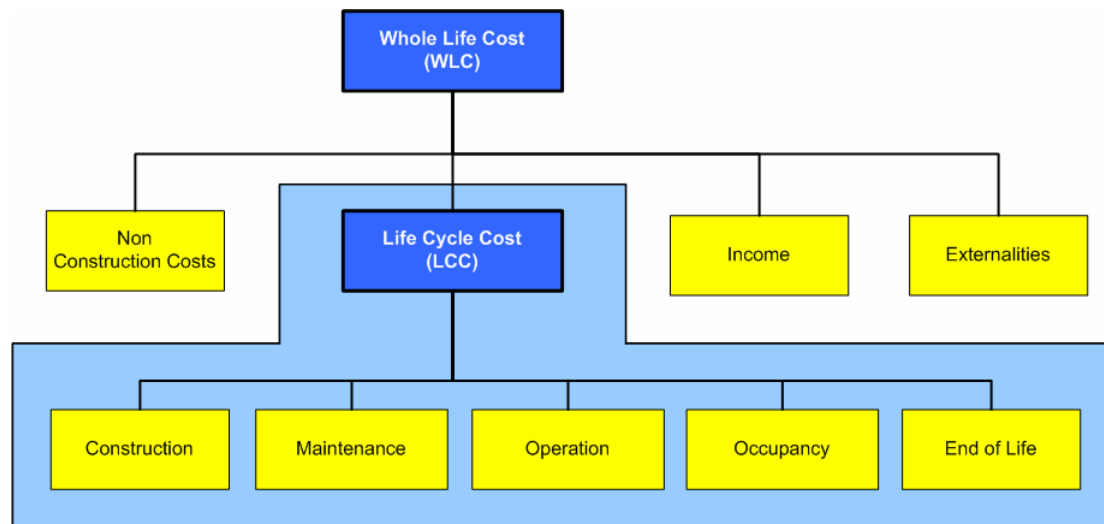 Whole Life Cost
(WLC)
Non
Construction Costs
Life Cycle Cost
(LCC)
Income
Externalities
Construction
Maintenance
Operation
Occupancy
End of Life